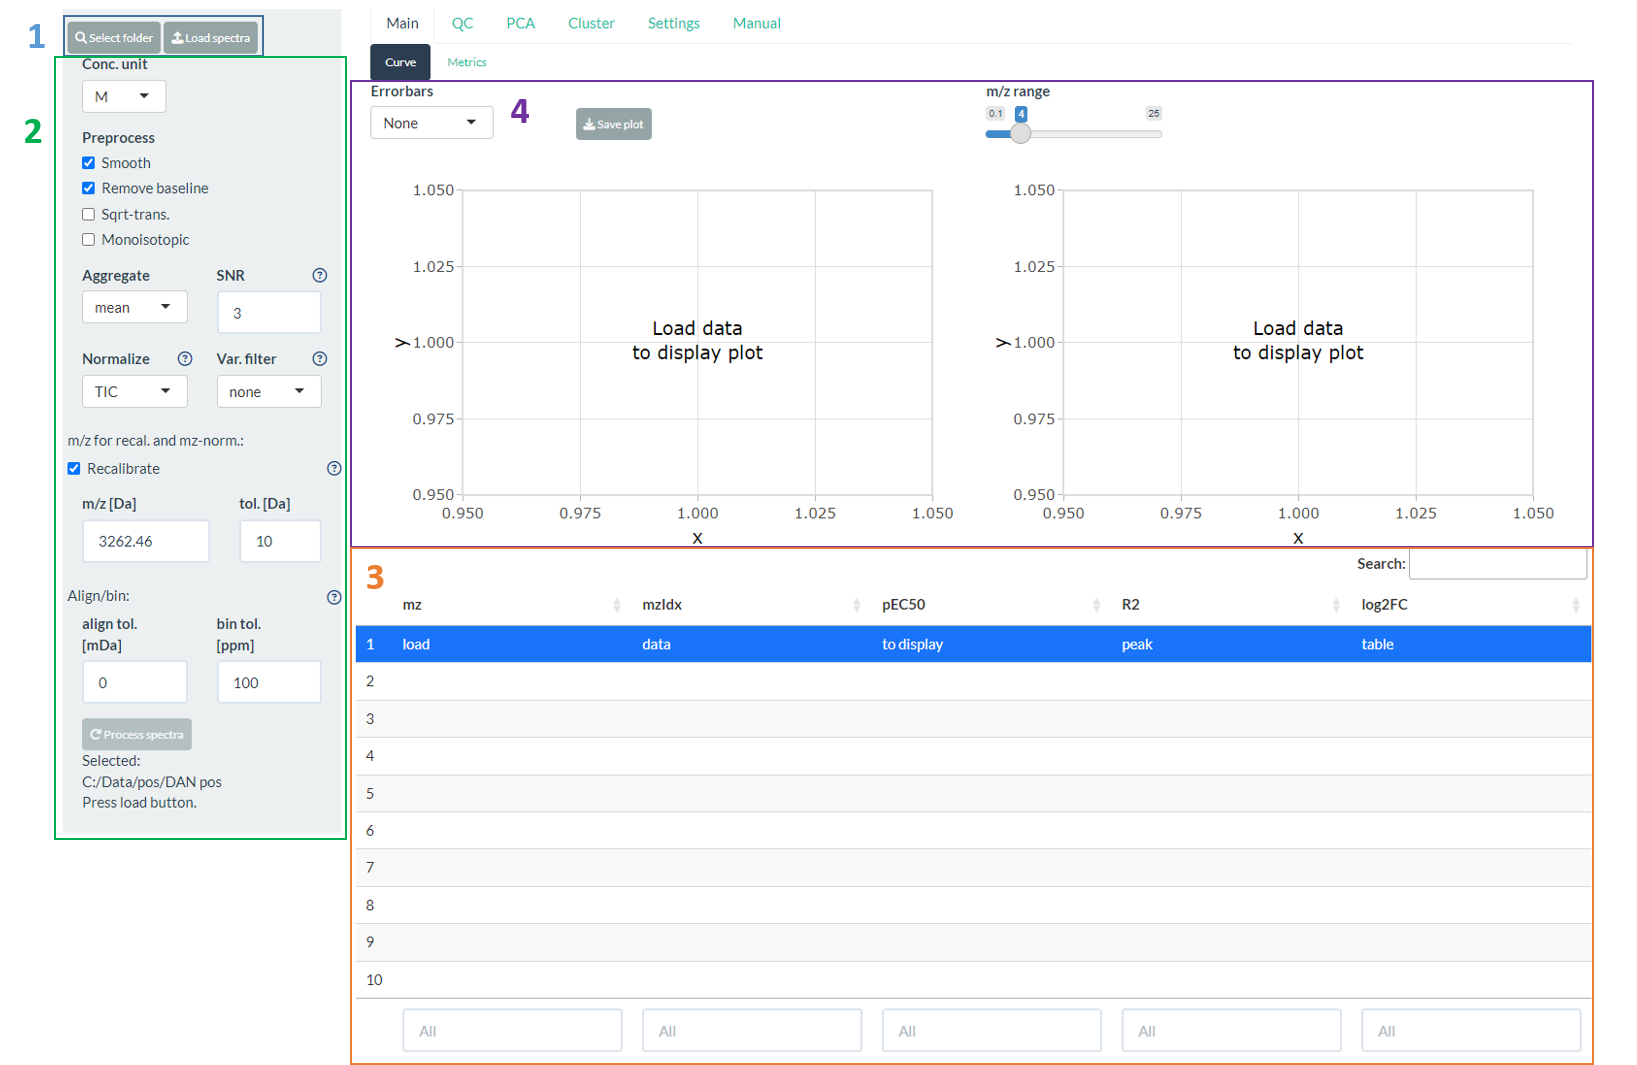 1
Select folder
Load spectra
2
Conc. unit
M
Preprocess
Smooth
Remove baseline
Sqrt-trans.
Monoisotopic
Aggregate
SNR
?
mean
3
Normalize
?
Var. filter
?
TIC
none
m/z for recal. and mz-norm.:
Recalibrate
?
m/z [Da]
tol. [Da]
3262.46
10
Align/bin:
?
align tol.
[mDa]
bin tol.
[ppm]
0
100
Process spectra
Selected:
C:/Data/pos/DAN pos
Press load button.
Main
QC
PCA
Cluster
Settings
Manual
Curve
Metrics
4
Errorbars
None
Save plot
m/z range
0.1
4
25
1.050
1.025
1.000
0.975
0.950
y
Load data
to display plot
0.950
0.975
1.000
1.025
1.050
x
1.050
1.025
1.000
0.975
0.950
y
Load data
to display plot
0.950
0.975
1.000
1.025
1.050
x
3
Search:
mz mzIdx pEC50 R2 log2FC
1 load data to display peak table
2
3
4
5
6
7
8
9
10
All All All All All